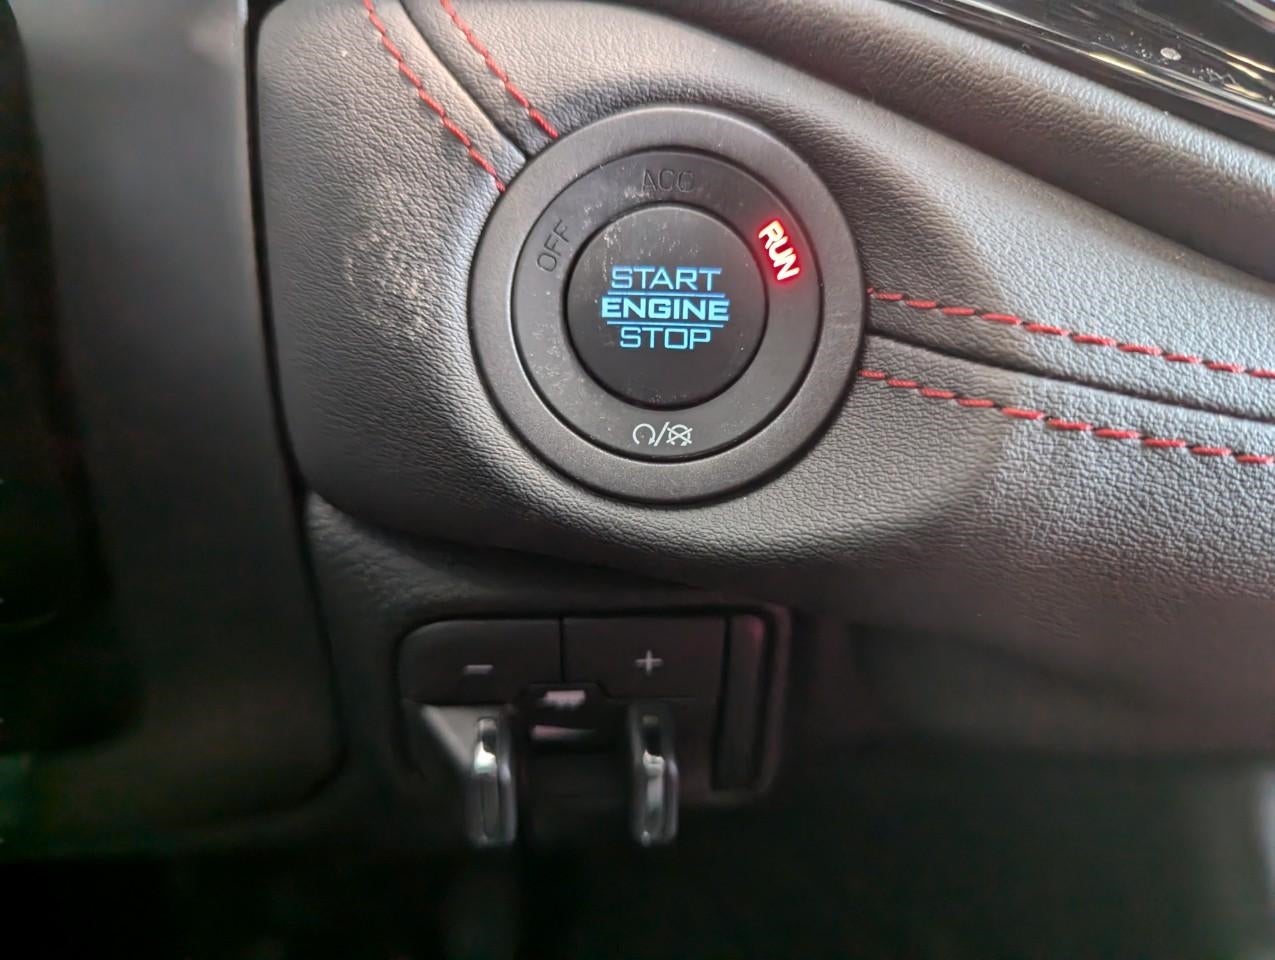 ACC
OFF
RUN
START
ENGINE
STOP
- +